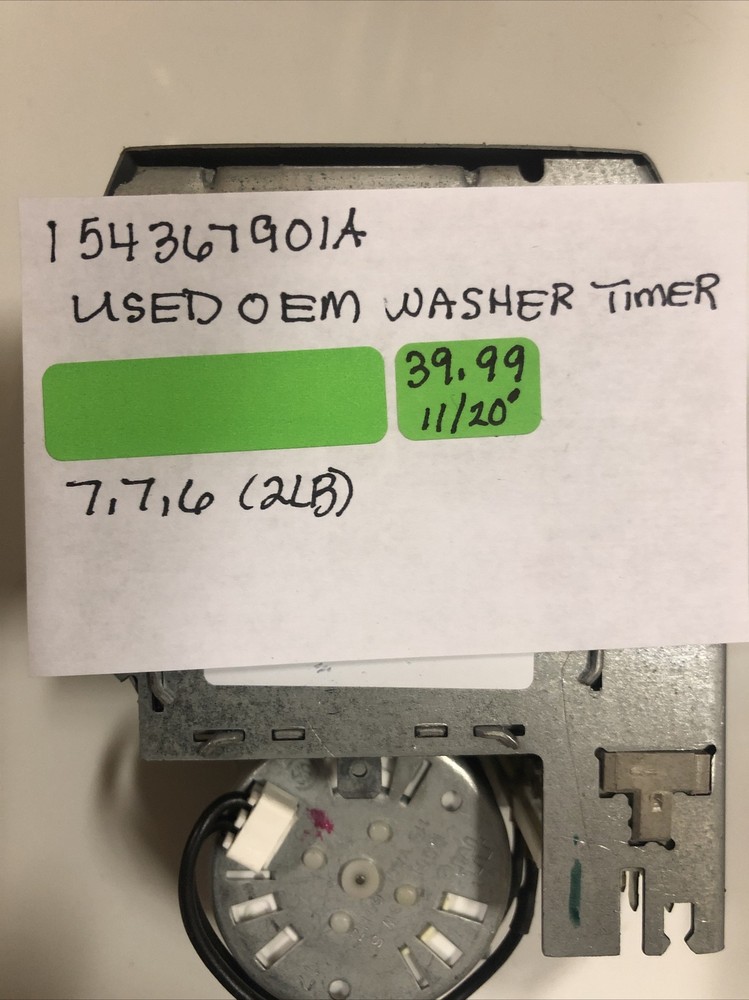 154367901A
USED OEM WASHER TIMER
39.99
11/20
7,7,6 (2LB)